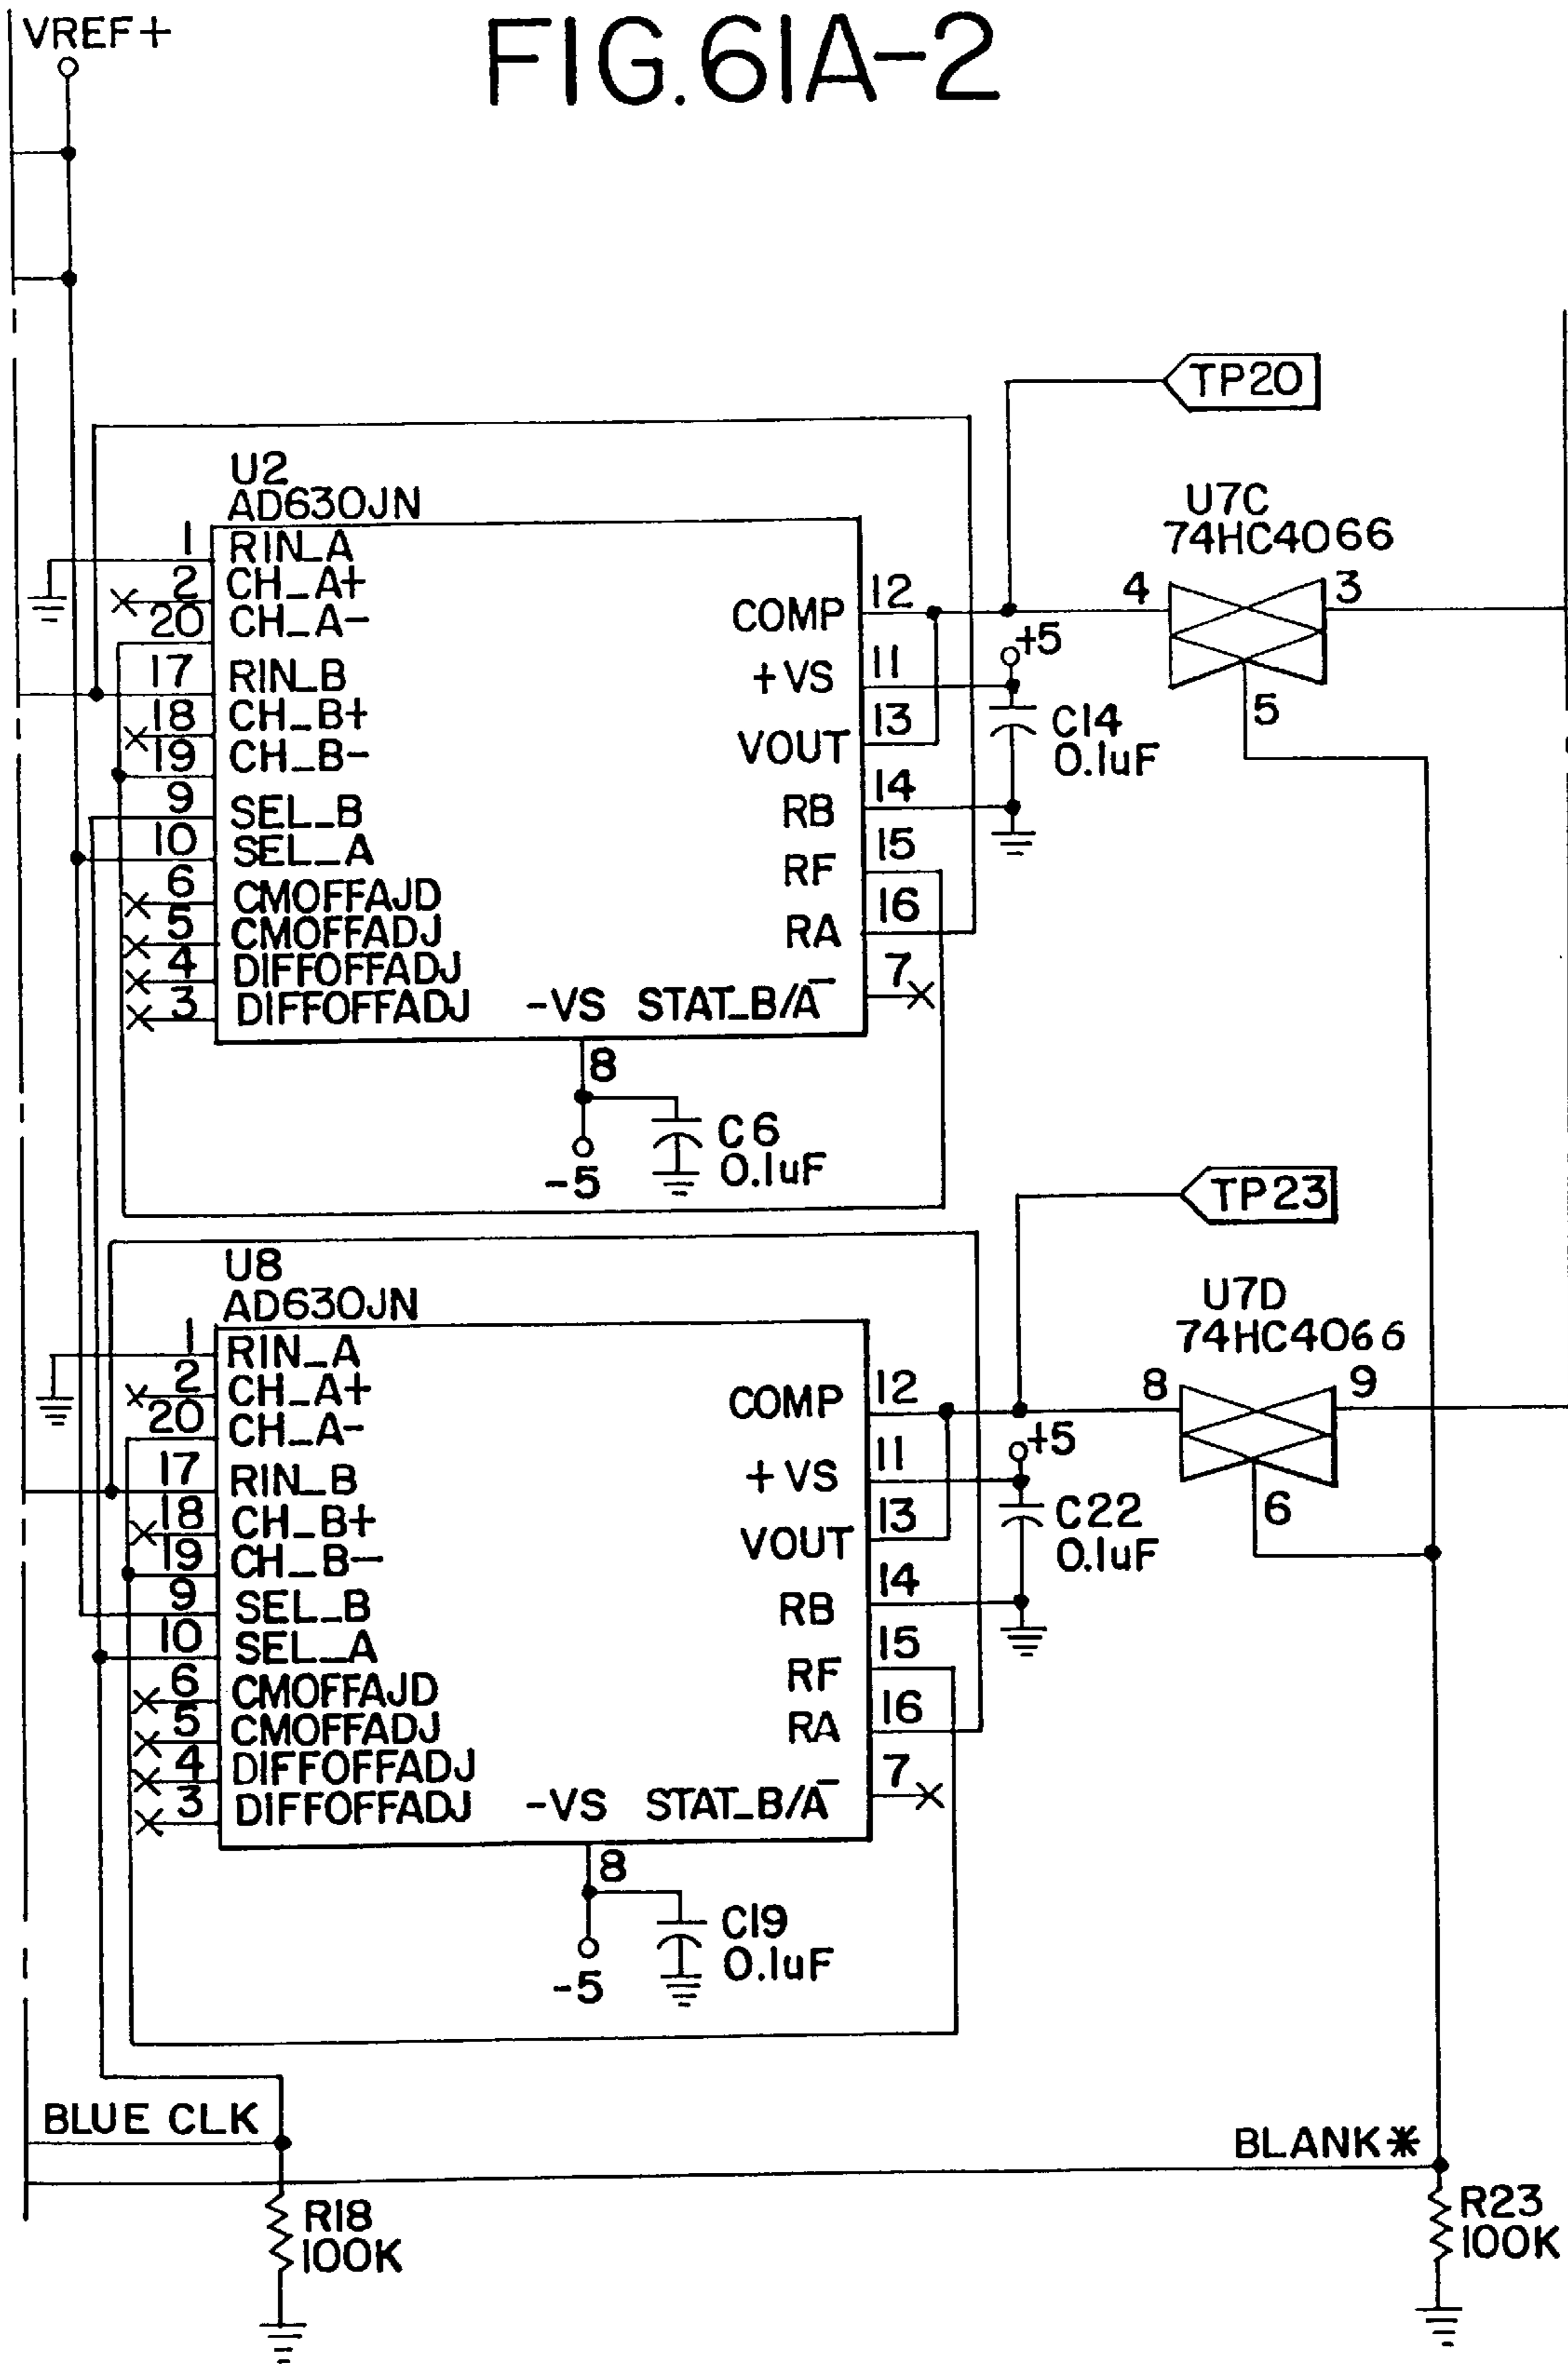 FIG.61A-2
VREF+
TP20
U2
AD630JN
1 RIN_A
2 CH_A+
20 CH_A-
17 RIN_B
18 CH_B+
19 CH_B-
9 SEL_B
10 SEL_A
6 CMOFFAJD
5 CMOFFADJ
4 DIFFOFFADJ
3 DIFFOFFADJ
-VS STAT_B/A̅
COMP 12
+VS 11
VOUT 13
RB 14
RF 15
RA 16
7
8
-5
C6
0.1uF
+5
C14
0.1uF
U7C
74HC4066
4 3
5
TP23
U8
AD630JN
1 RIN_A
2 CH_A+
20 CH_A-
17 RIN_B
18 CH_B+
19 CH_B-
9 SEL_B
10 SEL_A
6 CMOFFAJD
5 CMOFFADJ
4 DIFFOFFADJ
3 DIFFOFFADJ
-VS STAT_B/A̅
COMP 12
+VS 11
VOUT 13
RB 14
RF 15
RA 16
7
8
-5
C19
0.1uF
+5
C22
0.1uF
U7D
74HC4066
8 9
6
BLUE CLK
BLANK*
R18
100K
R23
100K